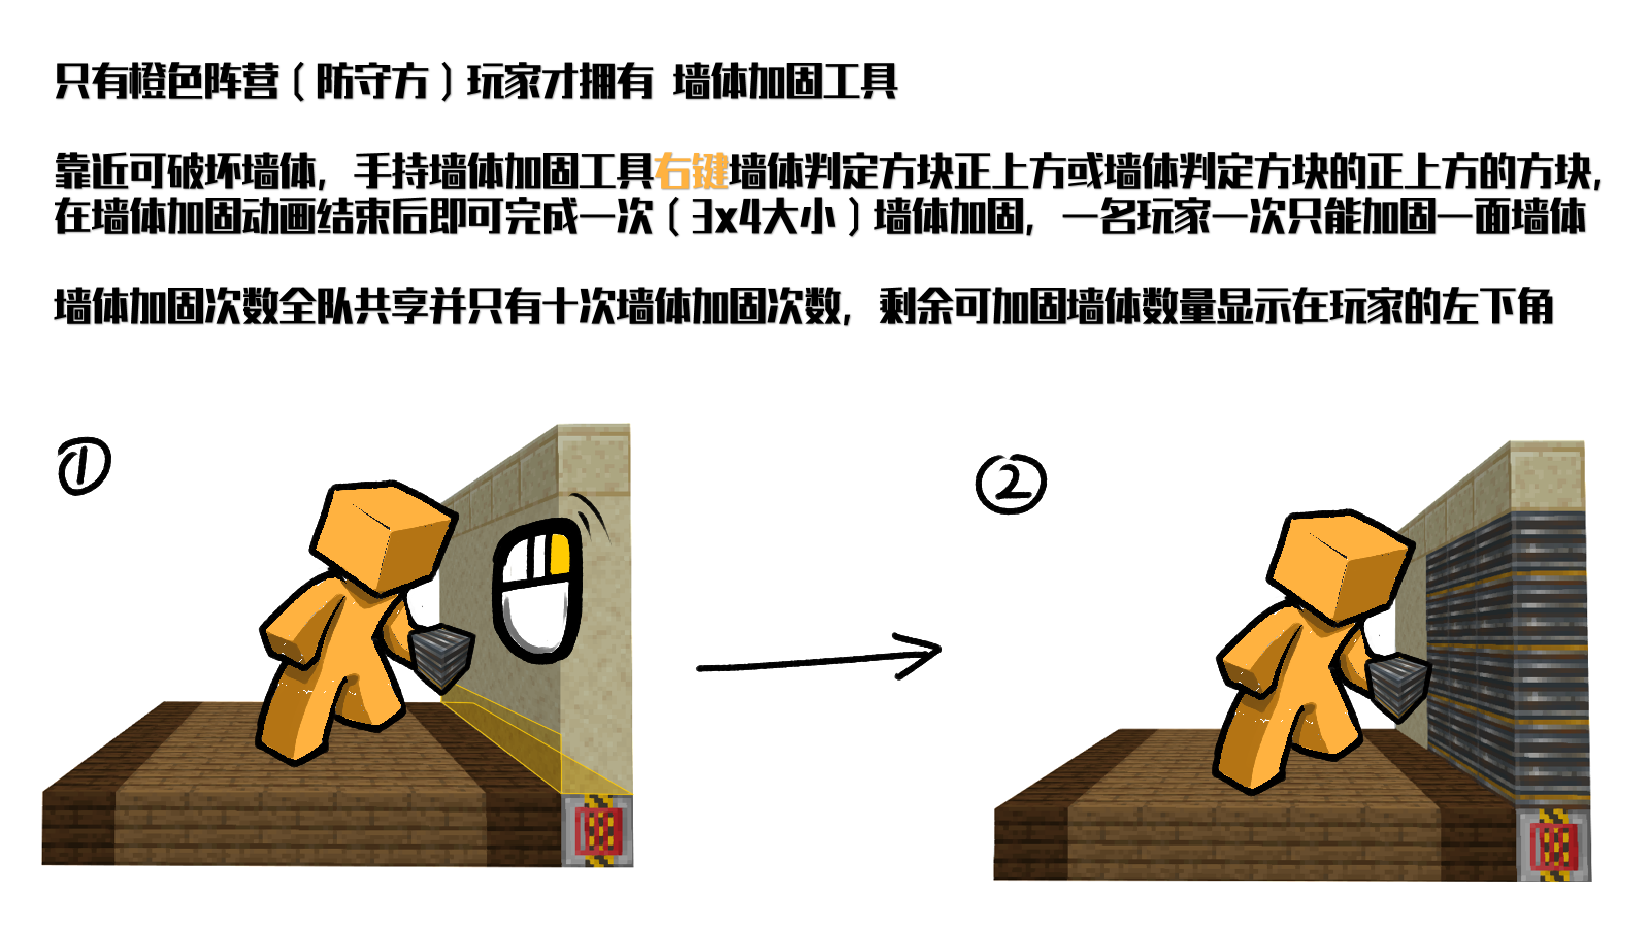 只有橙色阵营（防守方）玩家才拥有 墙体加固工具
靠近可破坏墙体，手持墙体加固工具右键墙体判定方块正上方或墙体判定方块的正上方的方块，
在墙体加固动画结束后即可完成一次（3x4大小）墙体加固，一名玩家一次只能加固一面墙体
墙体加固次数全队共享并只有十次墙体加固次数，剩余可加固墙体数量显示在玩家的左下角
①
②